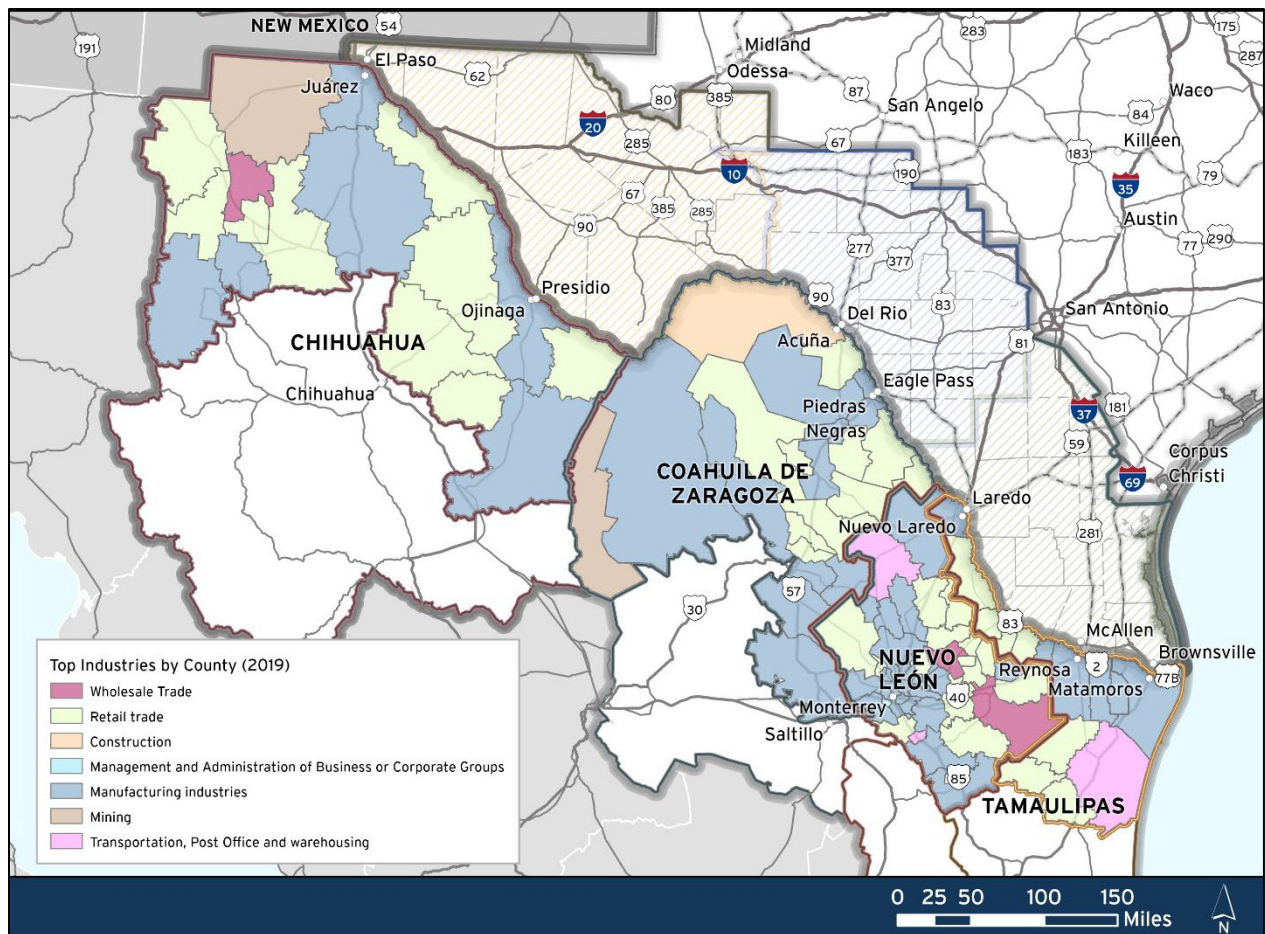 NEW MEXICO
54
191
El Paso
62
Juárez
Midland
Odessa
283
175
287
80
385
87
Waco
San Angelo
84
20
285
67
183
Killeen
79
10
190
35
67
385
285
90
Austin
77
290
277
377
83
Presidio
Ojinaga
90
Del Rio
San Antonio
CHIHUAHUA
Acuña
81
Chihuahua
Eagle Pass
Piedras
Negras
37
181
59
Corpus
Christi
COAHUILA DE
ZARAGOZA
69
Laredo
Nuevo Laredo
281
57
30
83
McAllen
Brownsville
NUEVO
LEÓN
Reynosa
2
77B
40
Matamoros
Monterrey
Saltillo
85
TAMAULIPAS
Top Industries by County (2019)
Wholesale Trade
Retail trade
Construction
Management and Administration of Business or Corporate Groups
Manufacturing industries
Mining
Transportation, Post Office and warehousing
0 25 50 100 150
Miles
N